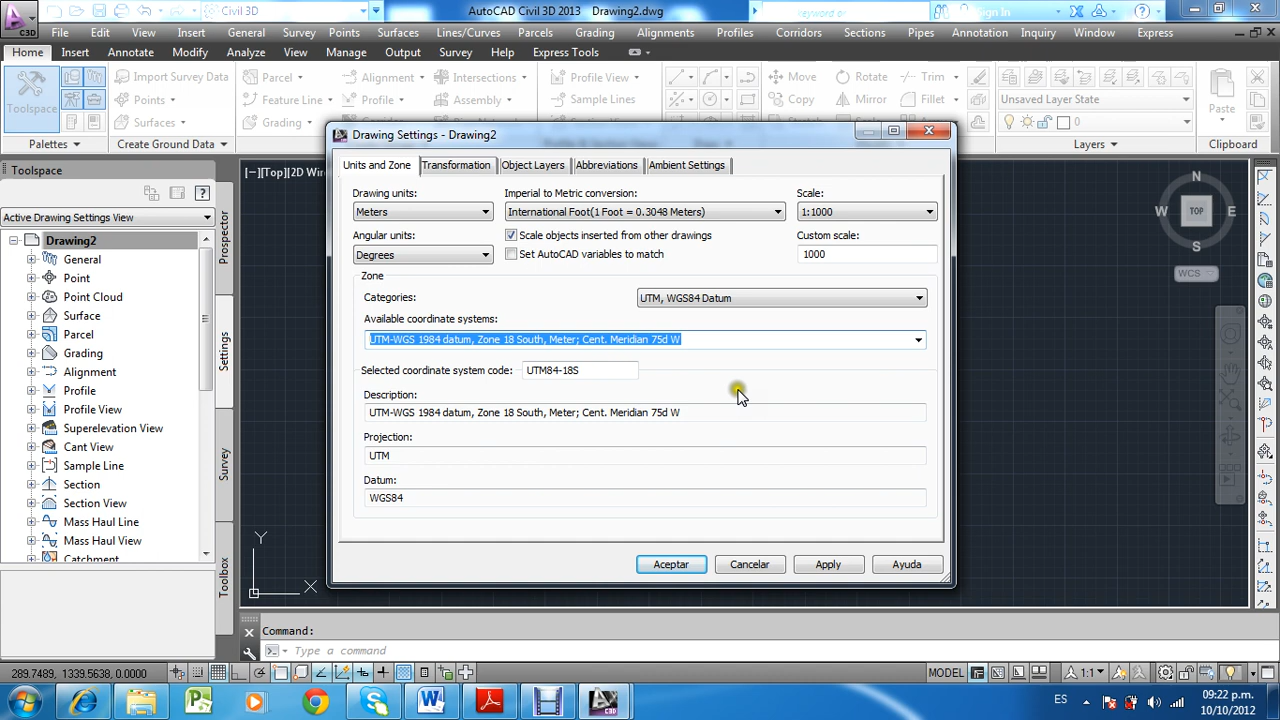 Civil 3D
AutoCAD Civil 3D 2013 Drawing2.dwg
keyword or
Sign In
C3D
File Edit View Insert General Survey Points Surfaces Lines/Curves Parcels Grading Alignments Profiles Corridors Sections Pipes Annotation Inquiry Window Express
Home Insert Annotate Modify Analyze View Manage Output Survey Help Express Tools
Toolspace
Import Survey Data
Points
Surfaces
Parcel
Feature Line
Grading
Alignment
Profile
Intersections
Assembly
Profile View
Sample Lines
Move Rotate Trim
Copy Mirror Fillet
Unsaved Layer State
0
Paste
Palettes Create Ground Data Layers Clipboard
Toolspace
Active Drawing Settings View
Drawing2
General
Point
Point Cloud
Surface
Parcel
Grading
Alignment
Profile
Profile View
Superelevation View
Cant View
Sample Line
Section
Section View
Mass Haul Line
Mass Haul View
Catchment
Prospector
Settings
Survey
Toolbox
[−][Top][2D Wir
Drawing Settings - Drawing2
Units and Zone Transformation Object Layers Abbreviations Ambient Settings
Drawing units: Imperial to Metric conversion: Scale:
Meters International Foot(1 Foot = 0.3048 Meters) 1:1000
Angular units: Scale objects inserted from other drawings Custom scale:
Degrees Set AutoCAD variables to match 1000
Zone
Categories: UTM, WGS84 Datum
Available coordinate systems:
UTM-WGS 1984 datum, Zone 18 South, Meter; Cent. Meridian 75d W
Selected coordinate system code: UTM84-18S
Description:
UTM-WGS 1984 datum, Zone 18 South, Meter; Cent. Meridian 75d W
Projection:
UTM
Datum:
WGS84
Aceptar Cancelar Apply Ayuda
N
W TOP E
S
WCS
Y
X
Command:
Type a command
289.7489, 1339.5638, 0.0000
MODEL
1:1
ES
09:22 p.m.
10/10/2012